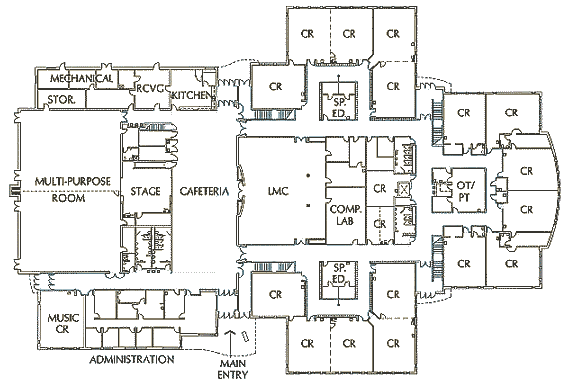 CR
CR
MECHANICAL
RCVG
KITCHEN
CR
CR
STOR.
SP.
ED.
CR
CR
MULTI-PURPOSE
ROOM
STAGE
CAFETERIA
LMC
CR
COMP.
LAB
CR
OT/
PT
CR
CR
SP.
ED.
CR
CR
CR
CR
MUSIC
CR
CR
CR
ADMINISTRATION
MAIN
ENTRY